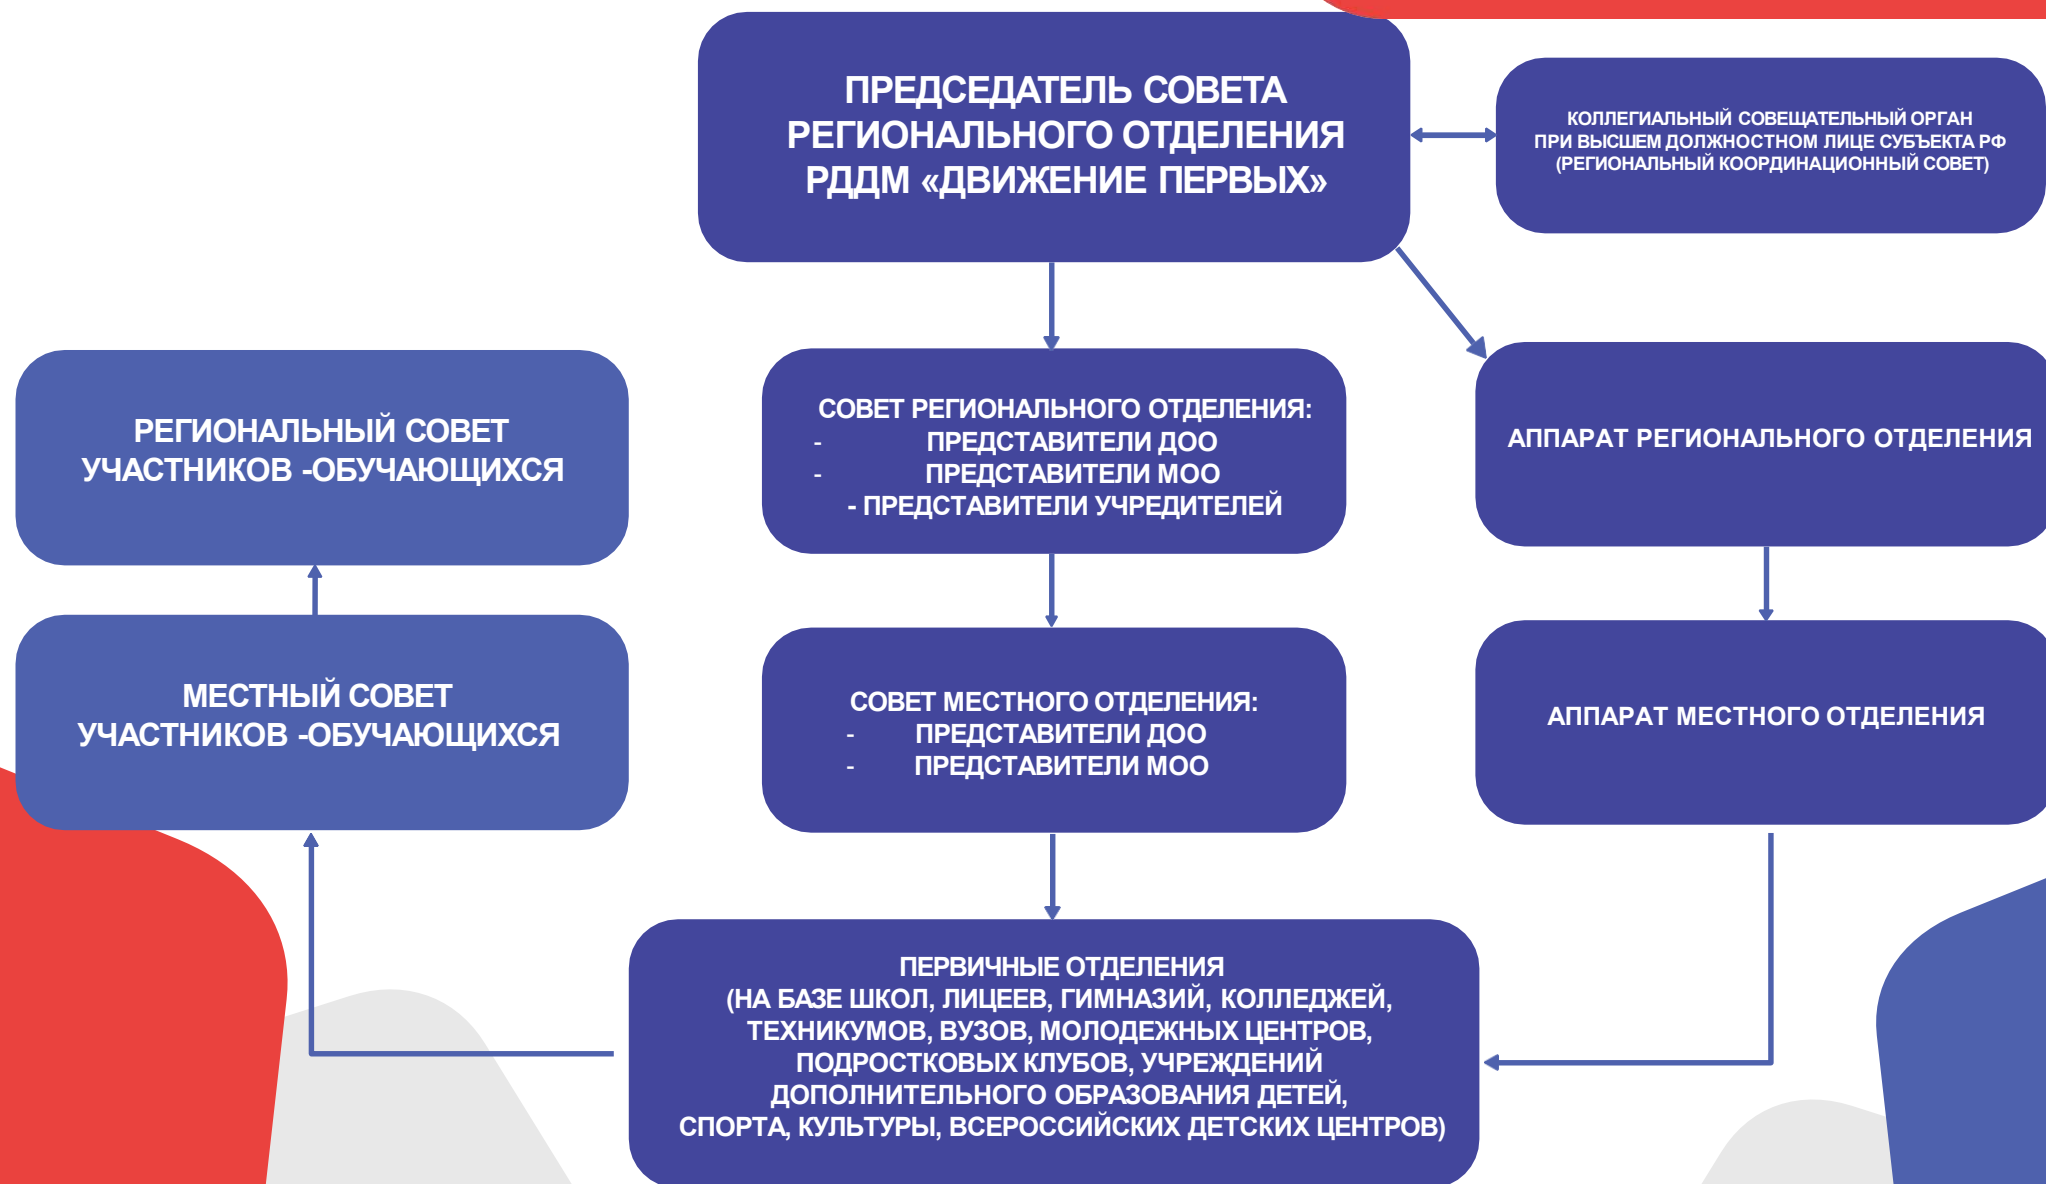 ПРЕДСЕДАТЕЛЬ СОВЕТА
РЕГИОНАЛЬНОГО ОТДЕЛЕНИЯ
РДДМ «ДВИЖЕНИЕ ПЕРВЫХ»
КОЛЛЕГИАЛЬНЫЙ СОВЕЩАТЕЛЬНЫЙ ОРГАН
ПРИ ВЫСШЕМ ДОЛЖНОСТНОМ ЛИЦЕ СУБЪЕКТА РФ
(РЕГИОНАЛЬНЫЙ КООРДИНАЦИОННЫЙ СОВЕТ)
РЕГИОНАЛЬНЫЙ СОВЕТ
УЧАСТНИКОВ -ОБУЧАЮЩИХСЯ
СОВЕТ РЕГИОНАЛЬНОГО ОТДЕЛЕНИЯ:
- ПРЕДСТАВИТЕЛИ ДОО
- ПРЕДСТАВИТЕЛИ МОО
- ПРЕДСТАВИТЕЛИ УЧРЕДИТЕЛЕЙ
АППАРАТ РЕГИОНАЛЬНОГО ОТДЕЛЕНИЯ
МЕСТНЫЙ СОВЕТ
УЧАСТНИКОВ -ОБУЧАЮЩИХСЯ
СОВЕТ МЕСТНОГО ОТДЕЛЕНИЯ:
- ПРЕДСТАВИТЕЛИ ДОО
- ПРЕДСТАВИТЕЛИ МОО
АППАРАТ МЕСТНОГО ОТДЕЛЕНИЯ
ПЕРВИЧНЫЕ ОТДЕЛЕНИЯ
(НА БАЗЕ ШКОЛ, ЛИЦЕЕВ, ГИМНАЗИЙ, КОЛЛЕДЖЕЙ,
ТЕХНИКУМОВ, ВУЗОВ, МОЛОДЕЖНЫХ ЦЕНТРОВ,
ПОДРОСТКОВЫХ КЛУБОВ, УЧРЕЖДЕНИЙ
ДОПОЛНИТЕЛЬНОГО ОБРАЗОВАНИЯ ДЕТЕЙ,
СПОРТА, КУЛЬТУРЫ, ВСЕРОССИЙСКИХ ДЕТСКИХ ЦЕНТРОВ)